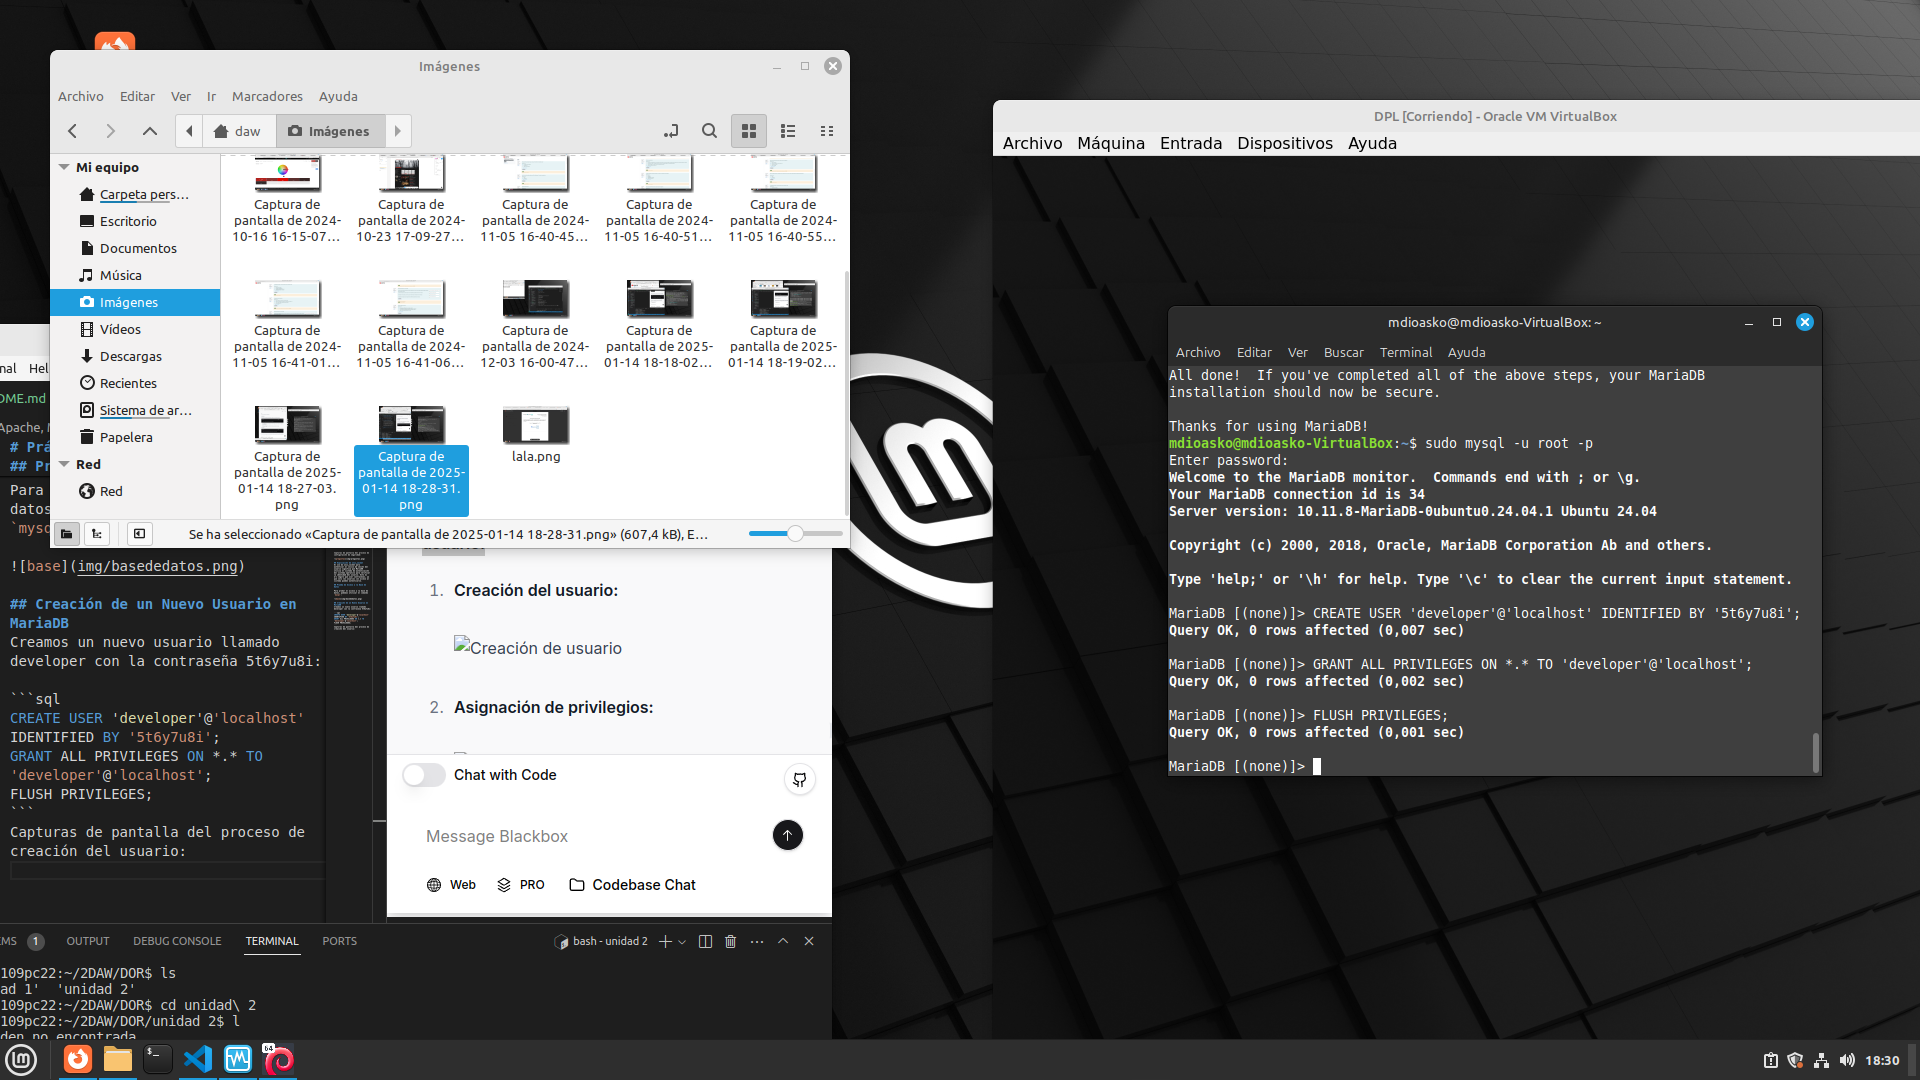 Imágenes
Archivo Editar Ver Ir Marcadores Ayuda
daw Imágenes
Mi equipo
Carpeta pers…
Escritorio
Documentos
Música
Imágenes
Vídeos
Descargas
Recientes
Sistema de ar…
Papelera
Red
Red
Captura de pantalla de 2024-10-16 16-15-07…
Captura de pantalla de 2024-10-23 17-09-27…
Captura de pantalla de 2024-11-05 16-40-45…
Captura de pantalla de 2024-11-05 16-40-51…
Captura de pantalla de 2024-11-05 16-40-55…
Captura de pantalla de 2024-11-05 16-41-01…
Captura de pantalla de 2024-11-05 16-41-06…
Captura de pantalla de 2024-12-03 16-00-47…
Captura de pantalla de 2025-01-14 18-18-02…
Captura de pantalla de 2025-01-14 18-19-02…
Captura de pantalla de 2025-01-14 18-27-03.png
Captura de pantalla de 2025-01-14 18-28-31.png
lala.png
Se ha seleccionado «Captura de pantalla de 2025-01-14 18-28-31.png» (607,4 kB), E…
nal Hel
OME.md
Apache, M
# Prá
## Pr
Para
datos
`mysq
![base](img/basededatos.png)
## Creación de un Nuevo Usuario en
MariaDB
Creamos un nuevo usuario llamado
developer con la contraseña 5t6y7u8i:
```sql
CREATE USER 'developer'@'localhost'
IDENTIFIED BY '5t6y7u8i';
GRANT ALL PRIVILEGES ON *.* TO
'developer'@'localhost';
FLUSH PRIVILEGES;
```
Capturas de pantalla del proceso de
creación del usuario:
1. Creación del usuario:
Creación de usuario
2. Asignación de privilegios:
Chat with Code
Message Blackbox
Web PRO Codebase Chat
EMS 1 OUTPUT DEBUG CONSOLE TERMINAL PORTS bash - unidad 2
109pc22:~/2DAW/DOR$ ls
ad 1' 'unidad 2'
109pc22:~/2DAW/DOR$ cd unidad\ 2
109pc22:~/2DAW/DOR/unidad 2$ l
den no encontrada
DPL [Corriendo] - Oracle VM VirtualBox
Archivo Máquina Entrada Dispositivos Ayuda
mdioasko@mdioasko-VirtualBox: ~
Archivo Editar Ver Buscar Terminal Ayuda
All done! If you've completed all of the above steps, your MariaDB
installation should now be secure.
Thanks for using MariaDB!
mdioasko@mdioasko-VirtualBox:~$ sudo mysql -u root -p
Enter password:
Welcome to the MariaDB monitor. Commands end with ; or \g.
Your MariaDB connection id is 34
Server version: 10.11.8-MariaDB-0ubuntu0.24.04.1 Ubuntu 24.04
Copyright (c) 2000, 2018, Oracle, MariaDB Corporation Ab and others.
Type 'help;' or '\h' for help. Type '\c' to clear the current input statement.
MariaDB [(none)]> CREATE USER 'developer'@'localhost' IDENTIFIED BY '5t6y7u8i';
Query OK, 0 rows affected (0,007 sec)
MariaDB [(none)]> GRANT ALL PRIVILEGES ON *.* TO 'developer'@'localhost';
Query OK, 0 rows affected (0,002 sec)
MariaDB [(none)]> FLUSH PRIVILEGES;
Query OK, 0 rows affected (0,001 sec)
MariaDB [(none)]>
64
18:30